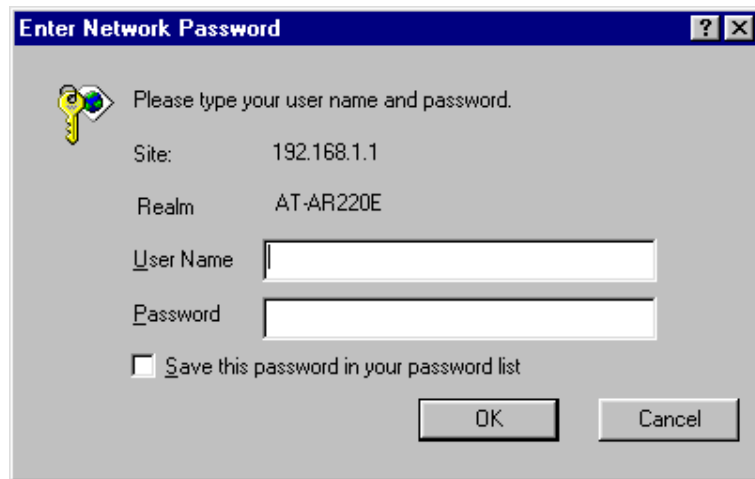 Enter Network Password
Please type your user name and password.
Site: 192.168.1.1
Realm AT-AR220E
User Name
Password
Save this password in your password list
OK Cancel